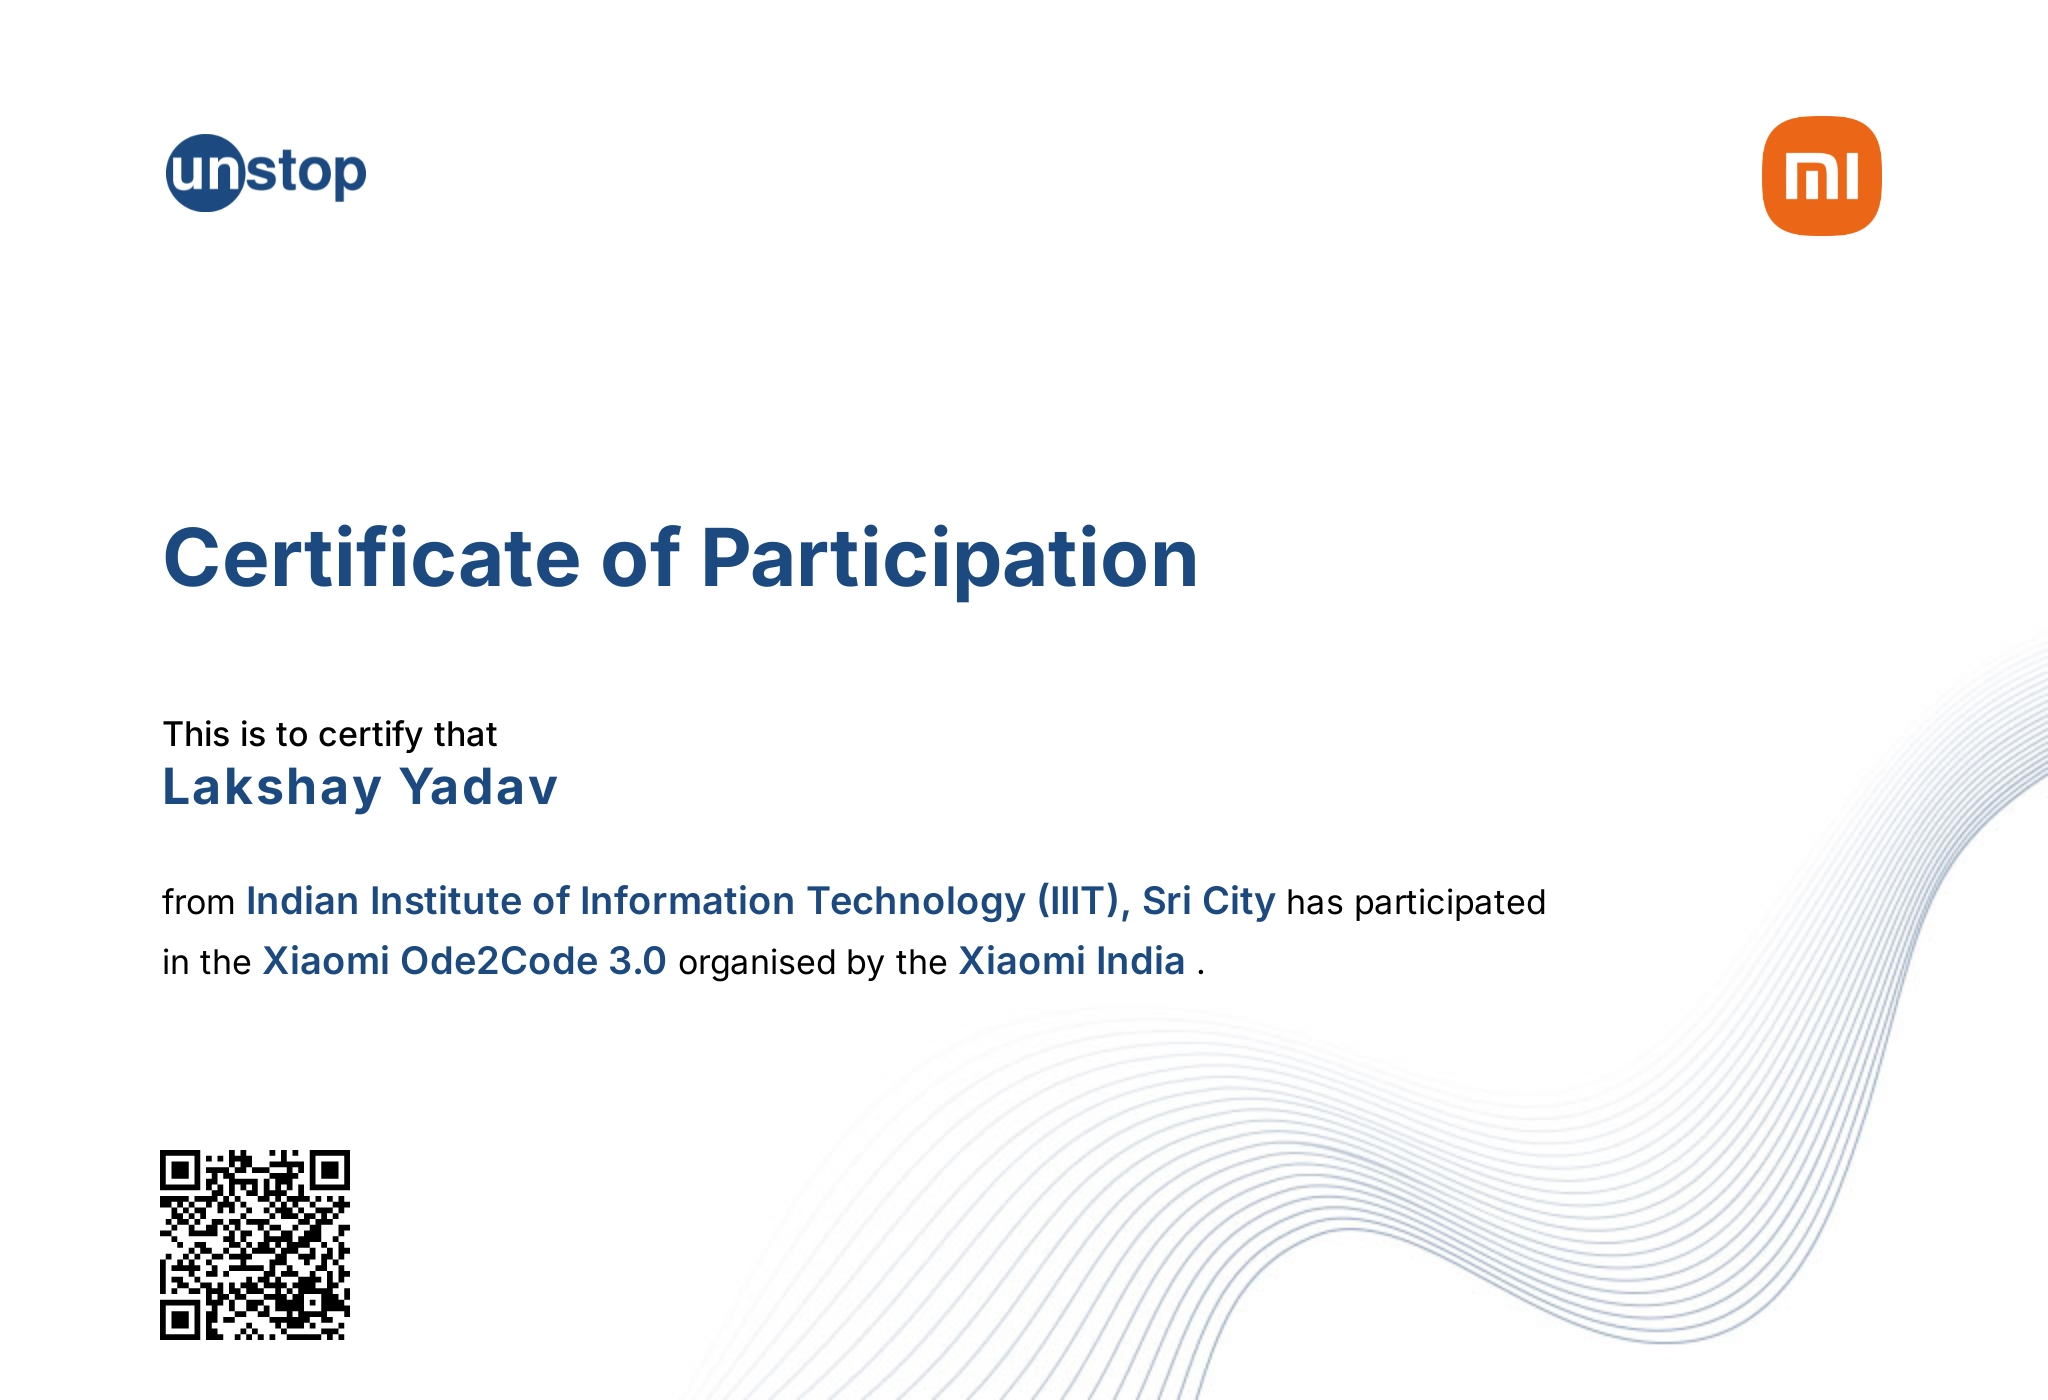 unstop
mi
Certificate of Participation
This is to certify that
Lakshay Yadav
from Indian Institute of Information Technology (IIIT), Sri City has participated
in the Xiaomi Ode2Code 3.0 organised by the Xiaomi India .